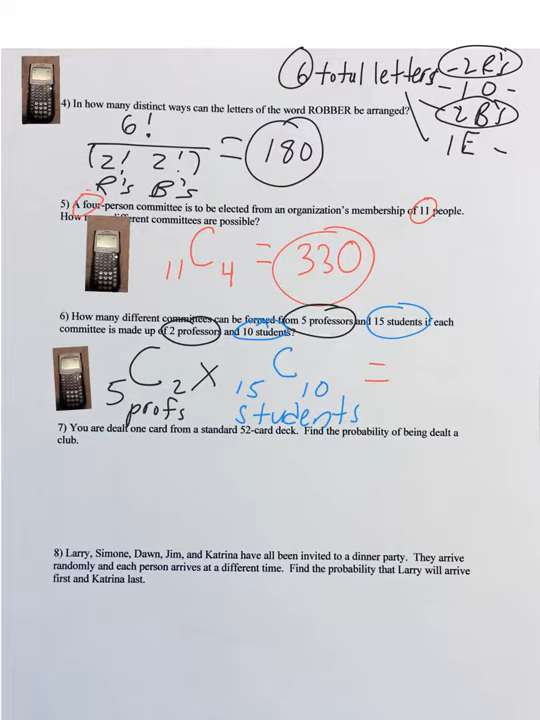 6 total letters - 2 R's
- 1 O -
2 B's
1 E -
4) In how many distinct ways can the letters of the word ROBBER be arranged?
6!
(2! 2!) = 180
R's B's
5) A four-person committee is to be elected from an organization's membership of 11 people.
How different committees are possible?
11C4 = 330
6) How many different committees can be formed from 5 professors and 15 students if each
committee is made up of 2 professors and 10 students?
5C2 x 15C10 =
profs students
7) You are dealt one card from a standard 52-card deck. Find the probability of being dealt a
club.
8) Larry, Simone, Dawn, Jim, and Katrina have all been invited to a dinner party. They arrive
randomly and each person arrives at a different time. Find the probability that Larry will arrive
first and Katrina last.